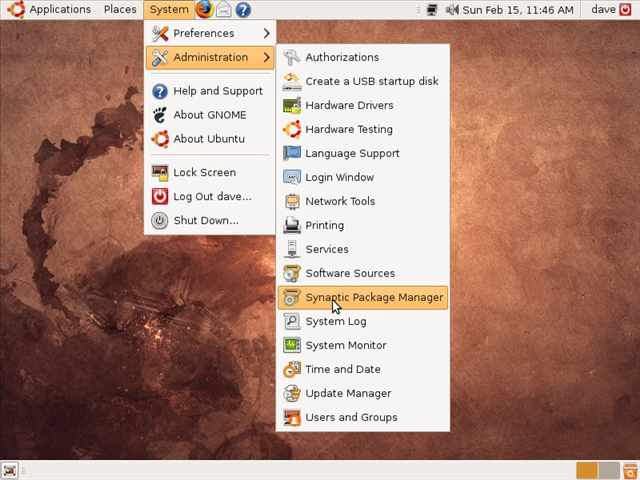 Applications Places System Sun Feb 15, 11:46 AM dave
Preferences
Administration
Help and Support
About GNOME
About Ubuntu
Lock Screen
Log Out dave...
Shut Down...
Authorizations
Create a USB startup disk
Hardware Drivers
Hardware Testing
Language Support
Login Window
Network Tools
Printing
Services
Software Sources
Synaptic Package Manager
System Log
System Monitor
Time and Date
Update Manager
Users and Groups